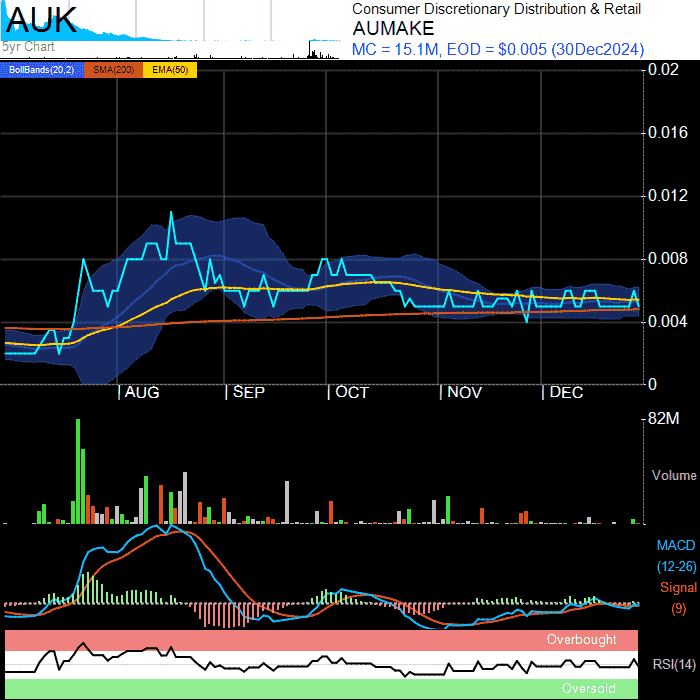 AUK
5yr Chart
Consumer Discretionary Distribution & Retail
AUMAKE
MC = 15.1M, EOD = $0.005 (30Dec2024)
BollBands(20,2) SMA(200) EMA(50)
0.02
0.016
0.012
0.008
0.004
0
AUG SEP OCT NOV DEC
82M
Volume
MACD
(12-26)
Signal
(9)
Overbought
RSI(14)
Oversold